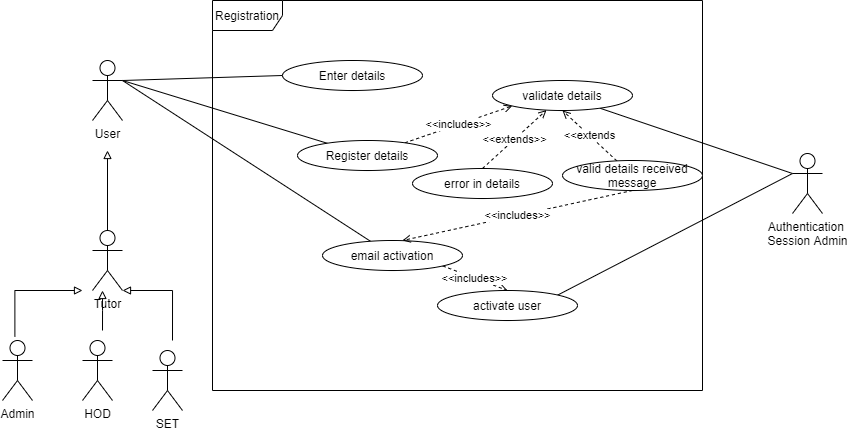 Registration
Enter details
validate details
<<includes>>
User
<<extends>>
<<extends
Register details
error in details
valid details received
message
<<includes>>
Authentication
Session Admin
email activation
<<includes>>
Tutor
activate user
Admin
HOD
SET